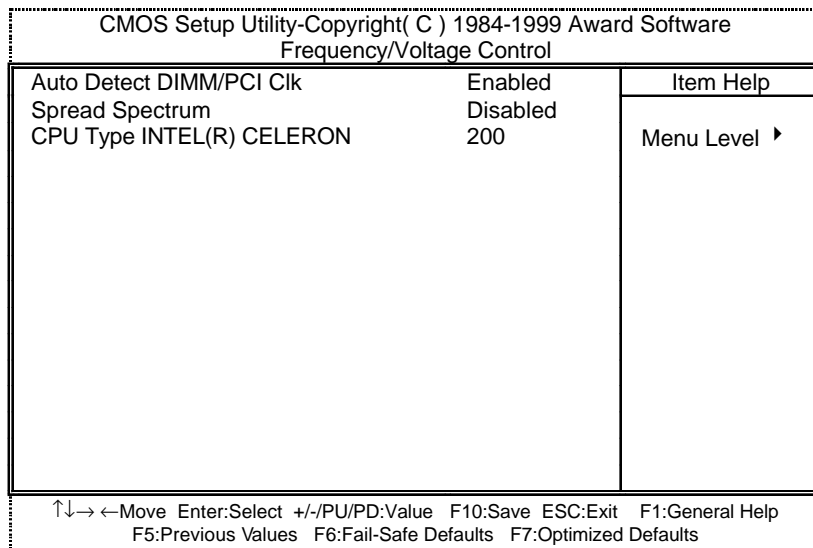 CMOS Setup Utility-Copyright( C ) 1984-1999 Award Software
Frequency/Voltage Control
Auto Detect DIMM/PCI Clk Enabled Item Help
Spread Spectrum Disabled
CPU Type INTEL(R) CELERON 200 Menu Level ▶
↑↓→←Move Enter:Select +/-/PU/PD:Value F10:Save ESC:Exit F1:General Help
F5:Previous Values F6:Fail-Safe Defaults F7:Optimized Defaults